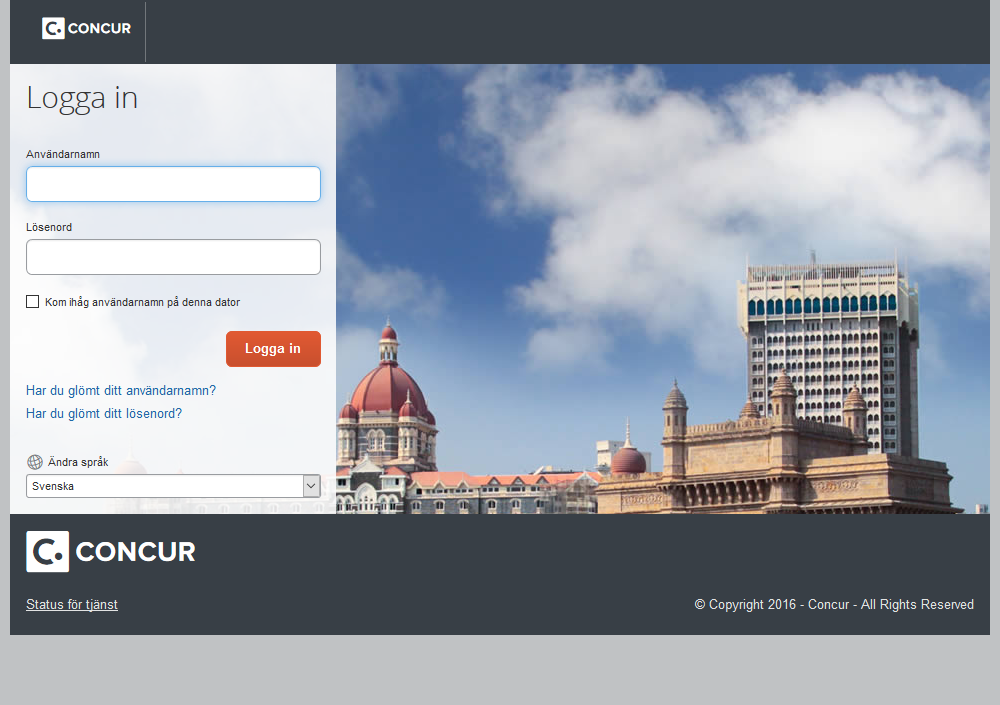 C. CONCUR
Logga in
Användarnamn
Lösenord
Kom ihåg användarnamn på denna dator
Logga in
Har du glömt ditt användarnamn?
Har du glömt ditt lösenord?
Ändra språk
Svenska
C. CONCUR
Status för tjänst
© Copyright 2016 - Concur - All Rights Reserved